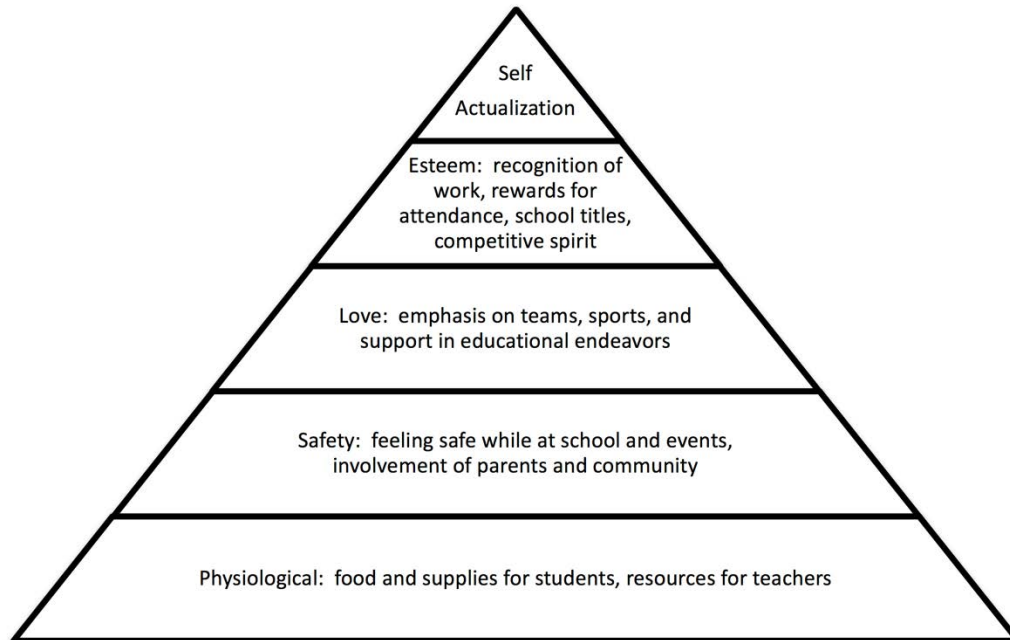 Self
Actualization
Esteem:  recognition of
work, rewards for
attendance, school titles,
competitive spirit
Love:  emphasis on teams, sports, and
support in educational endeavors
Safety:  feeling safe while at school and events,
involvement of parents and community
Physiological:  food and supplies for students, resources for teachers